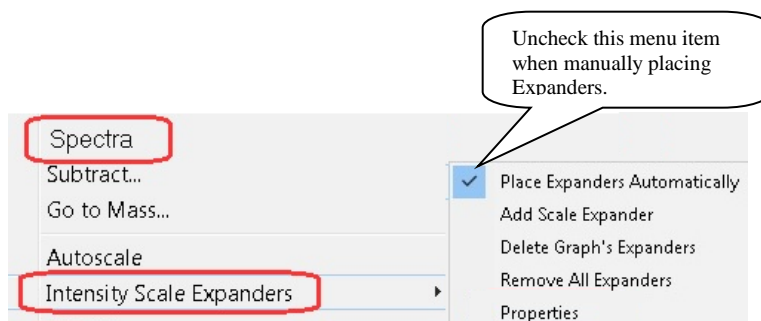 Uncheck this menu item
when manually placing
Expanders.
Spectra
Subtract...
Go to Mass...
Autoscale
Intensity Scale Expanders
Place Expanders Automatically
Add Scale Expander
Delete Graph's Expanders
Remove All Expanders
Properties